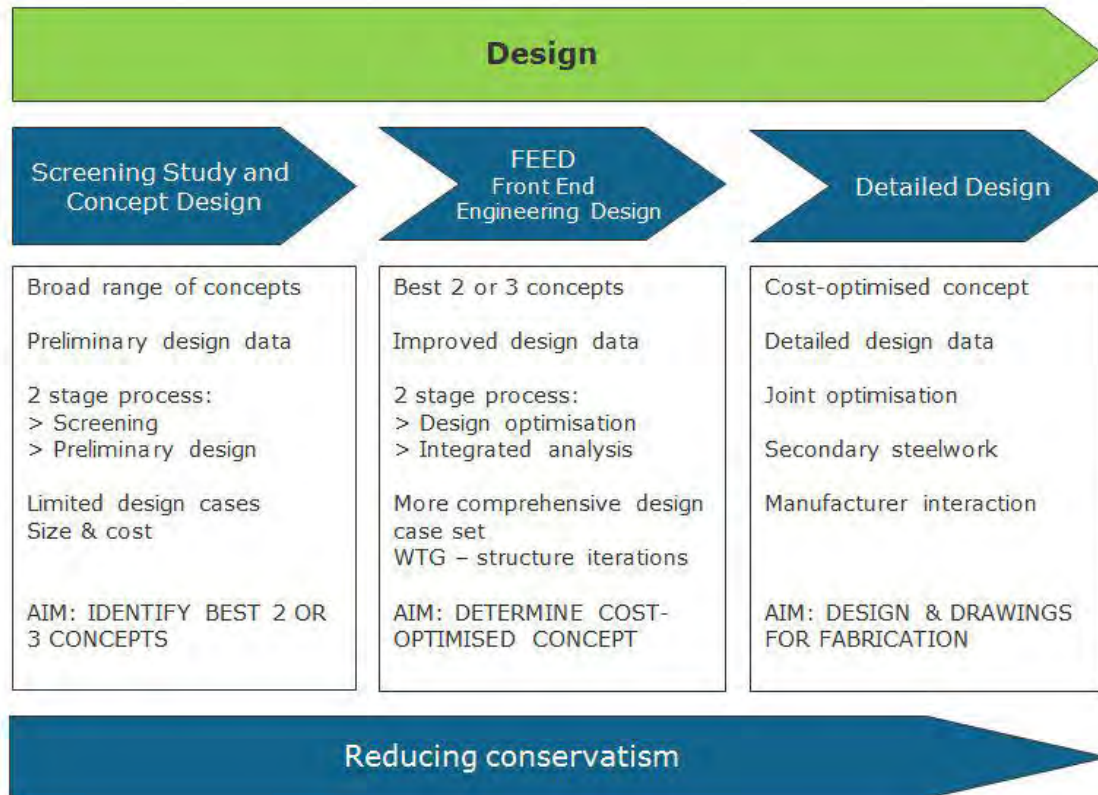 Design
Screening Study and
Concept Design
FEED
Front End
Engineering Design
Detailed Design
Broad range of concepts
Preliminary design data
2 stage process:
> Screening
> Preliminary design
Limited design cases
Size & cost
AIM: IDENTIFY BEST 2 OR
3 CONCEPTS
Best 2 or 3 concepts
Improved design data
2 stage process:
> Design optimisation
> Integrated analysis
More comprehensive design
case set
WTG – structure iterations
AIM: DETERMINE COST-
OPTIMISED CONCEPT
Cost-optimised concept
Detailed design data
Joint optimisation
Secondary steelwork
Manufacturer interaction
AIM: DESIGN & DRAWINGS
FOR FABRICATION
Reducing conservatism